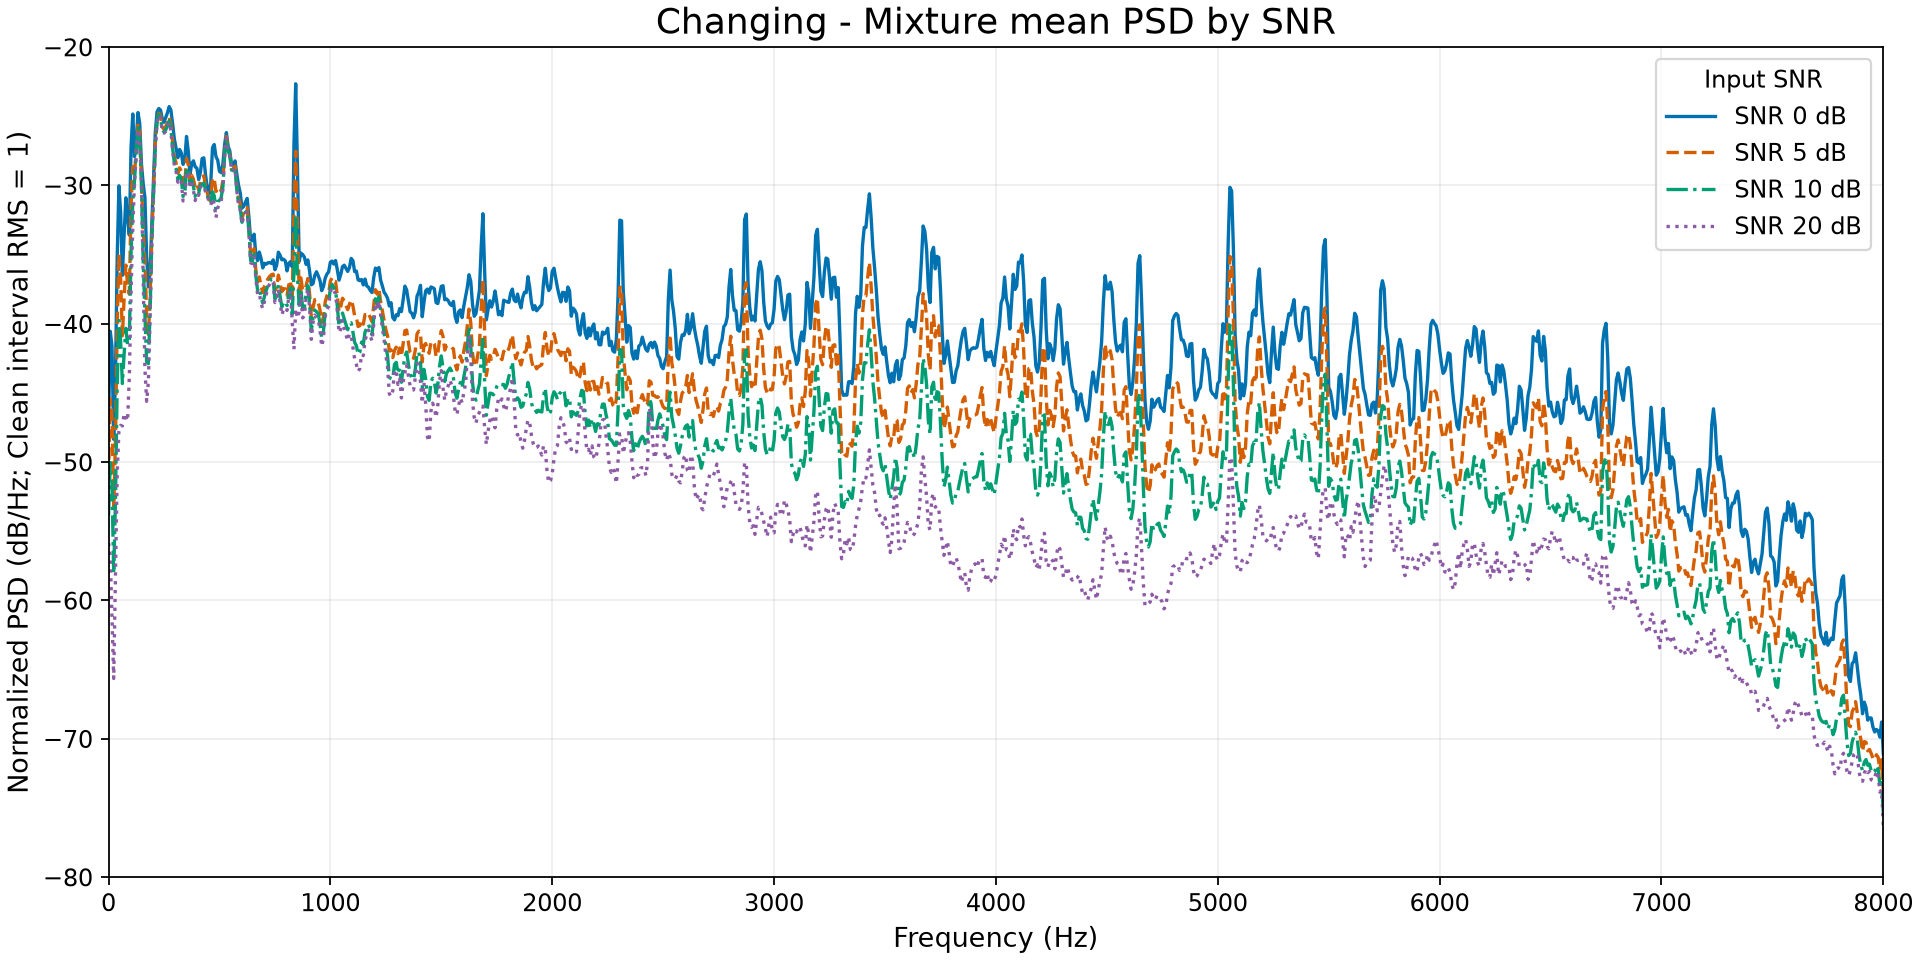 Changing - Mixture mean PSD by SNR
Normalized PSD (dB/Hz; Clean interval RMS = 1)
−20
−30
−40
−50
−60
−70
−80
Input SNR
SNR 0 dB
SNR 5 dB
SNR 10 dB
SNR 20 dB
0 1000 2000 3000 4000 5000 6000 7000 8000
Frequency (Hz)